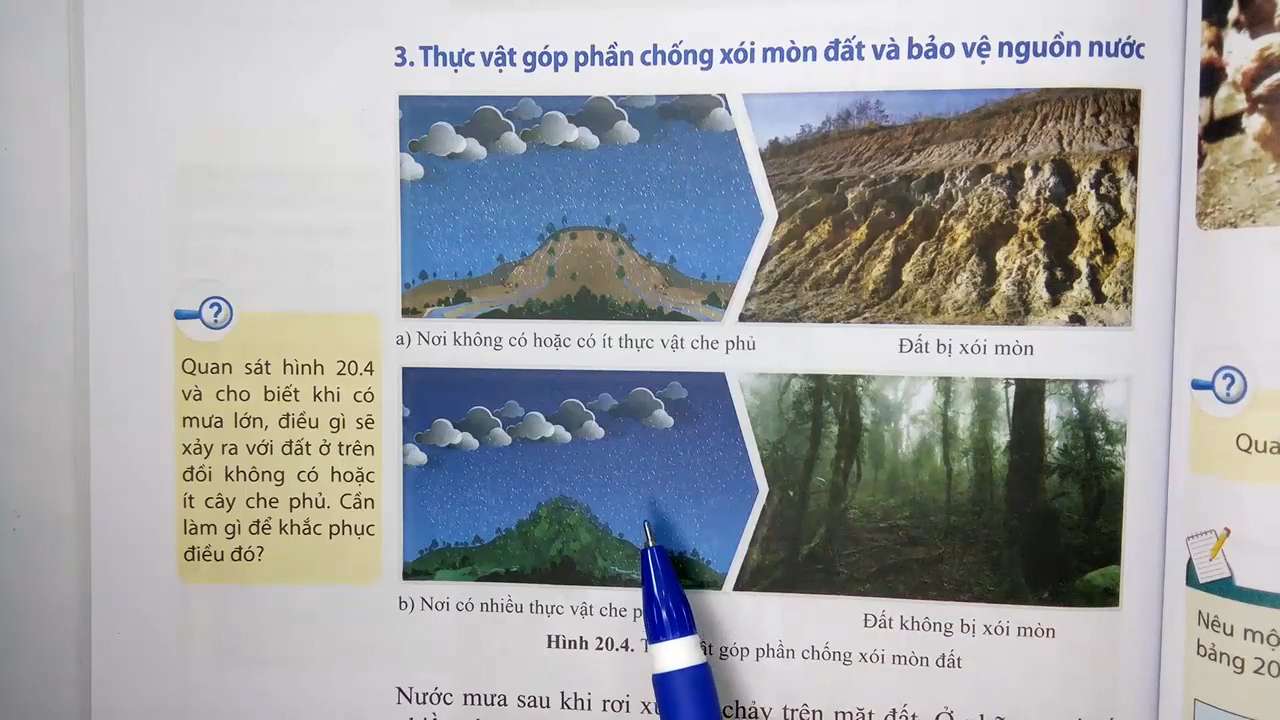 3. Thực vật góp phần chống xói mòn đất và bảo vệ nguồn nước
a) Nơi không có hoặc có ít thực vật che phủ
Đất bị xói mòn
?
Quan sát hình 20.4
và cho biết khi có
mưa lớn, điều gì sẽ
xảy ra với đất ở trên
đồi không có hoặc
ít cây che phủ. Cần
làm gì để khắc phục
điều đó?
b) Nơi có nhiều thực vật che
Đất không bị xói mòn
Hình 20.4. góp phần chống xói mòn đất
Nước mưa sau khi rơi chảy trên mặt đất. Ở
?
Qua
Nêu
bảng 20